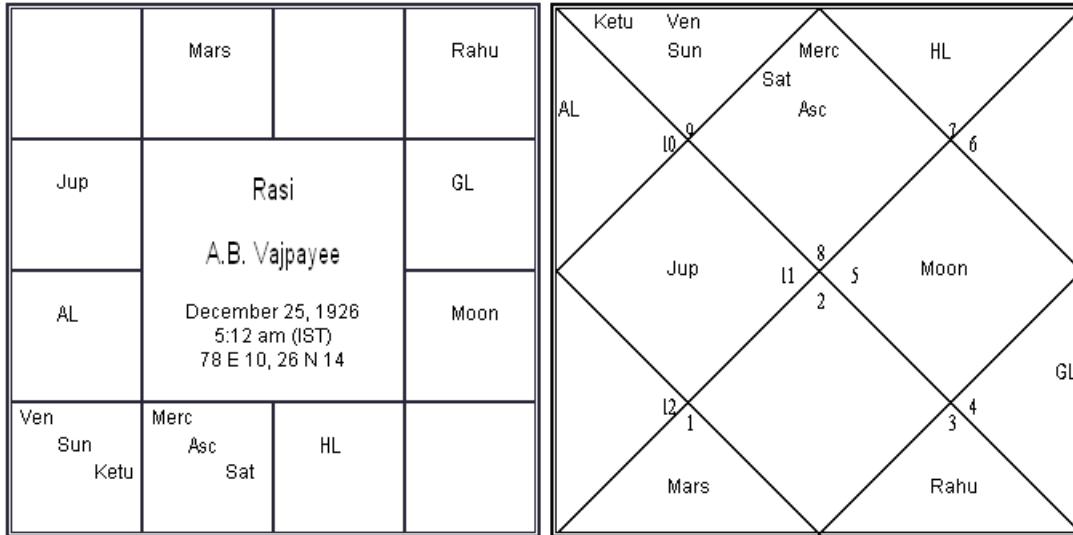 Mars Rahu
Jup GL
Rasi
A.B. Vajpayee
AL Moon
December 25, 1926
5:12 am (IST)
78 E 10, 26 N 14
Ven Merc
Sun Asc HL
Ketu Sat
Ketu Ven
Sun Merc HL
Sat
AL Asc
9 7
10 6
8
Jup 11 5 Moon
2
GL
12 4
1 3
Mars Rahu